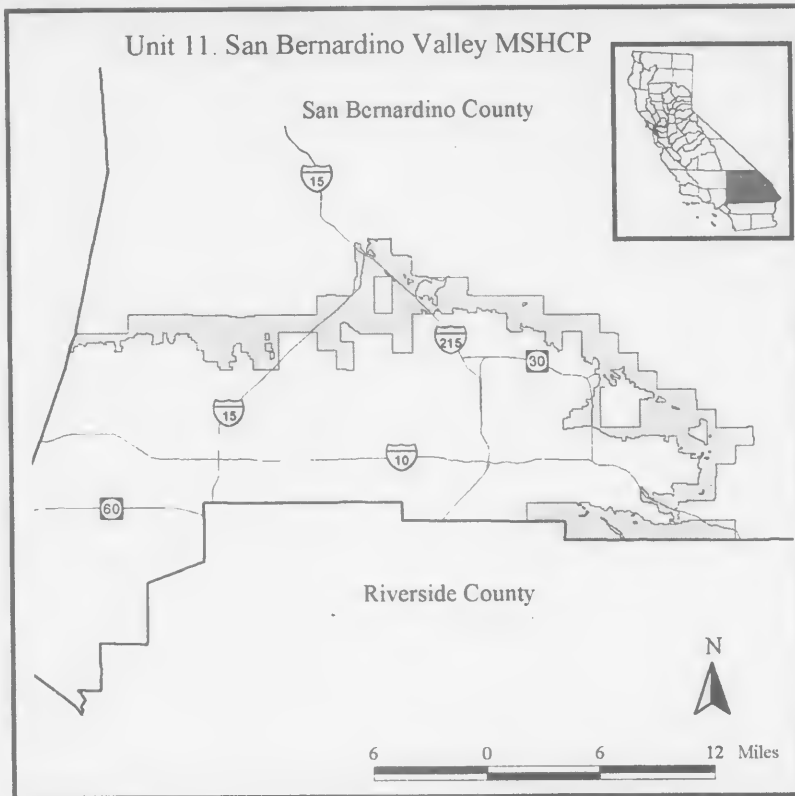 Unit 11. San Bernardino Valley MSHCP
San Bernardino County
15
215
30
15
10
60
Riverside County
N
6 0 6 12 Miles